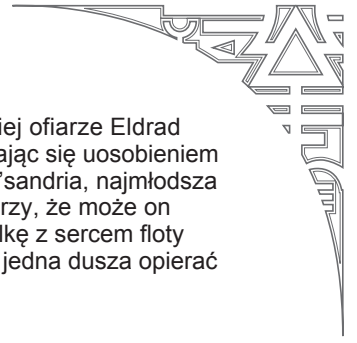 iej ofiarze Eldrad
ając się uosobieniem
'sandria, najmłodsza
rzy, że może on
lkę z sercem floty
jedna dusza opierać